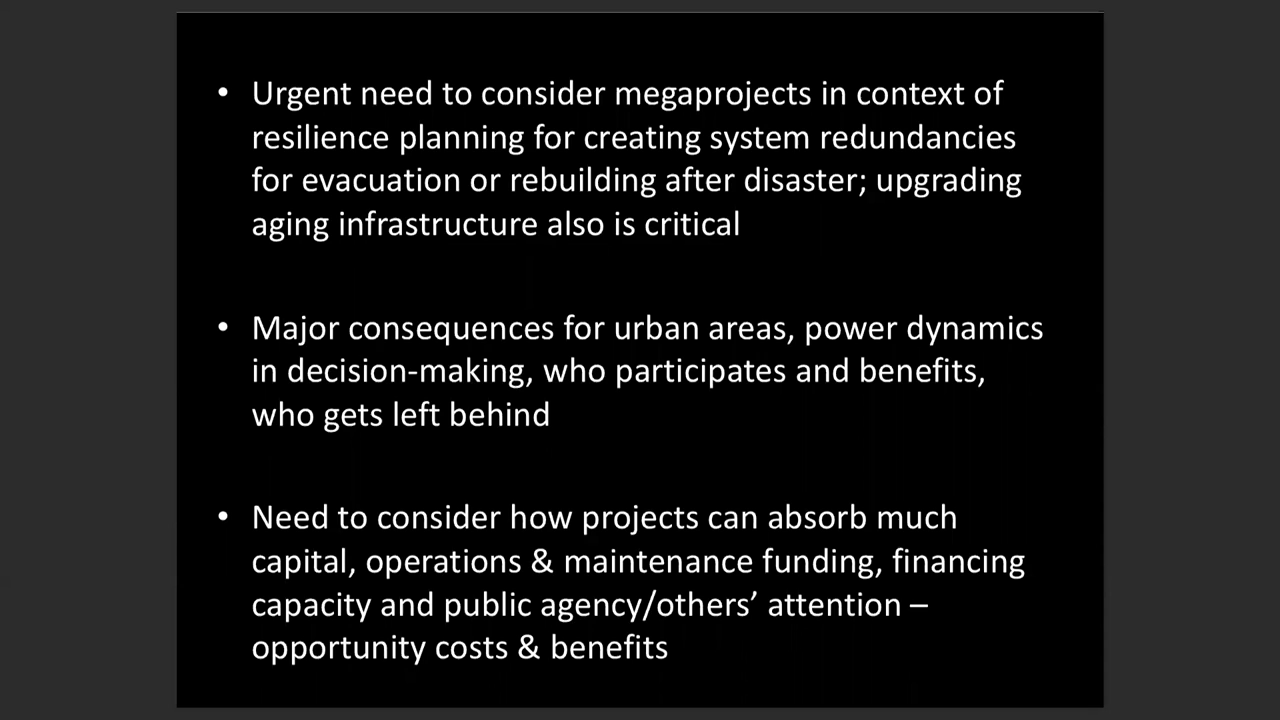 • Urgent need to consider megaprojects in context of
resilience planning for creating system redundancies
for evacuation or rebuilding after disaster; upgrading
aging infrastructure also is critical
• Major consequences for urban areas, power dynamics
in decision-making, who participates and benefits,
who gets left behind
• Need to consider how projects can absorb much
capital, operations & maintenance funding, financing
capacity and public agency/others’ attention –
opportunity costs & benefits